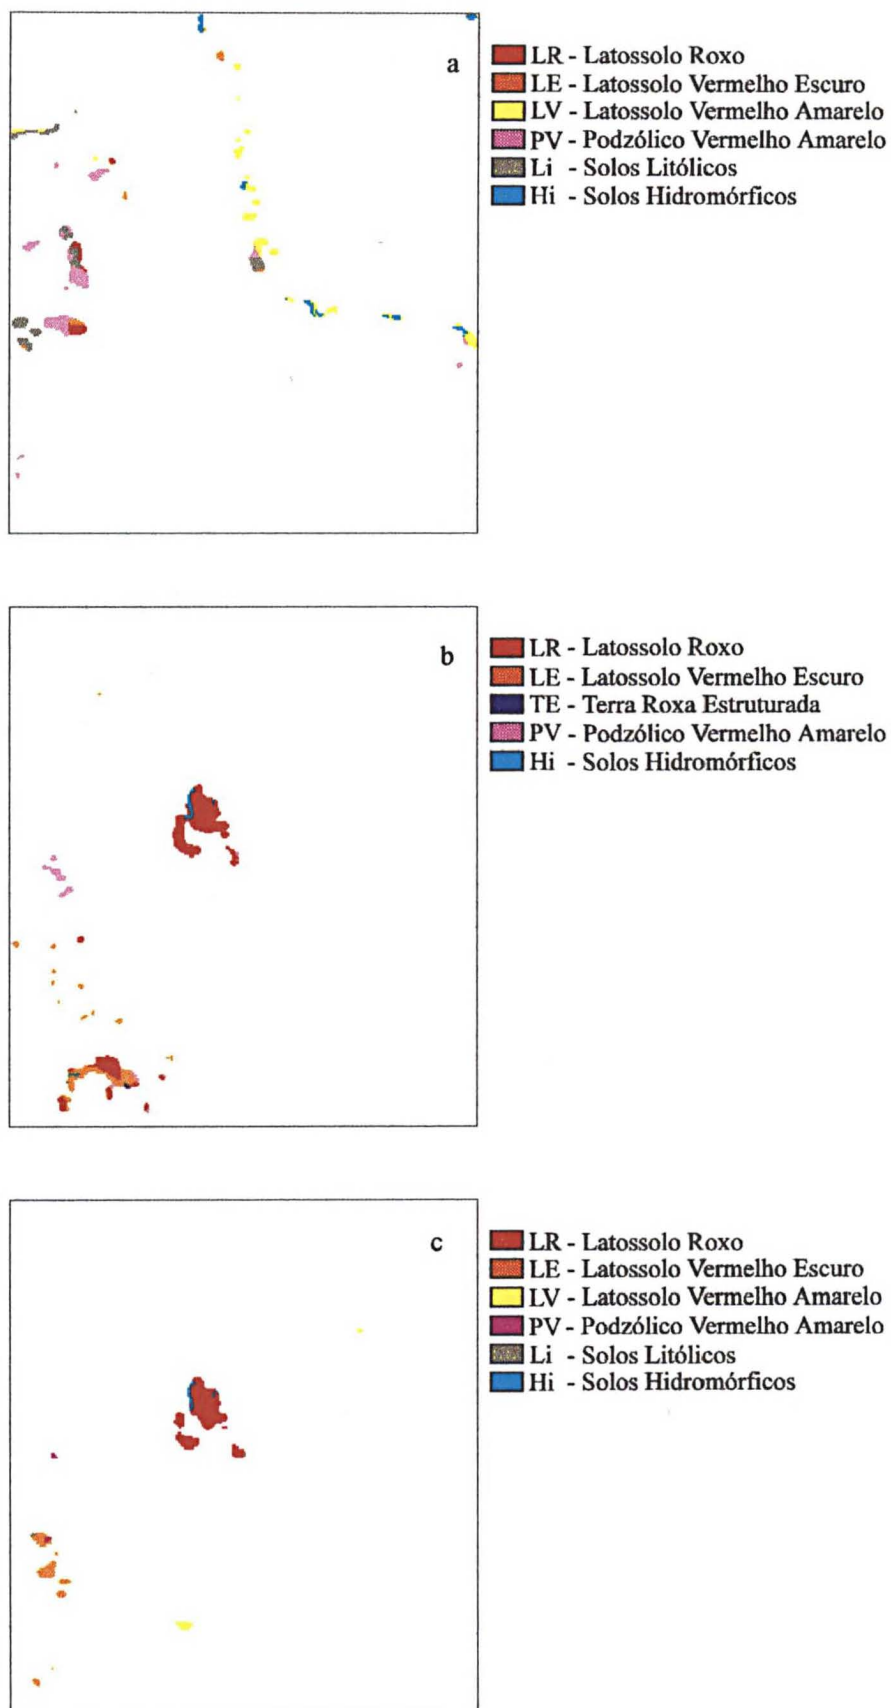 a
LR - Latossolo Roxo
LE - Latossolo Vermelho Escuro
LV - Latossolo Vermelho Amarelo
PV - Podzólico Vermelho Amarelo
Li - Solos Litólicos
Hi - Solos Hidromórficos
b
LR - Latossolo Roxo
LE - Latossolo Vermelho Escuro
TE - Terra Roxa Estruturada
PV - Podzólico Vermelho Amarelo
Hi - Solos Hidromórficos
c
LR - Latossolo Roxo
LE - Latossolo Vermelho Escuro
LV - Latossolo Vermelho Amarelo
PV - Podzólico Vermelho Amarelo
Li - Solos Litólicos
Hi - Solos Hidromórficos